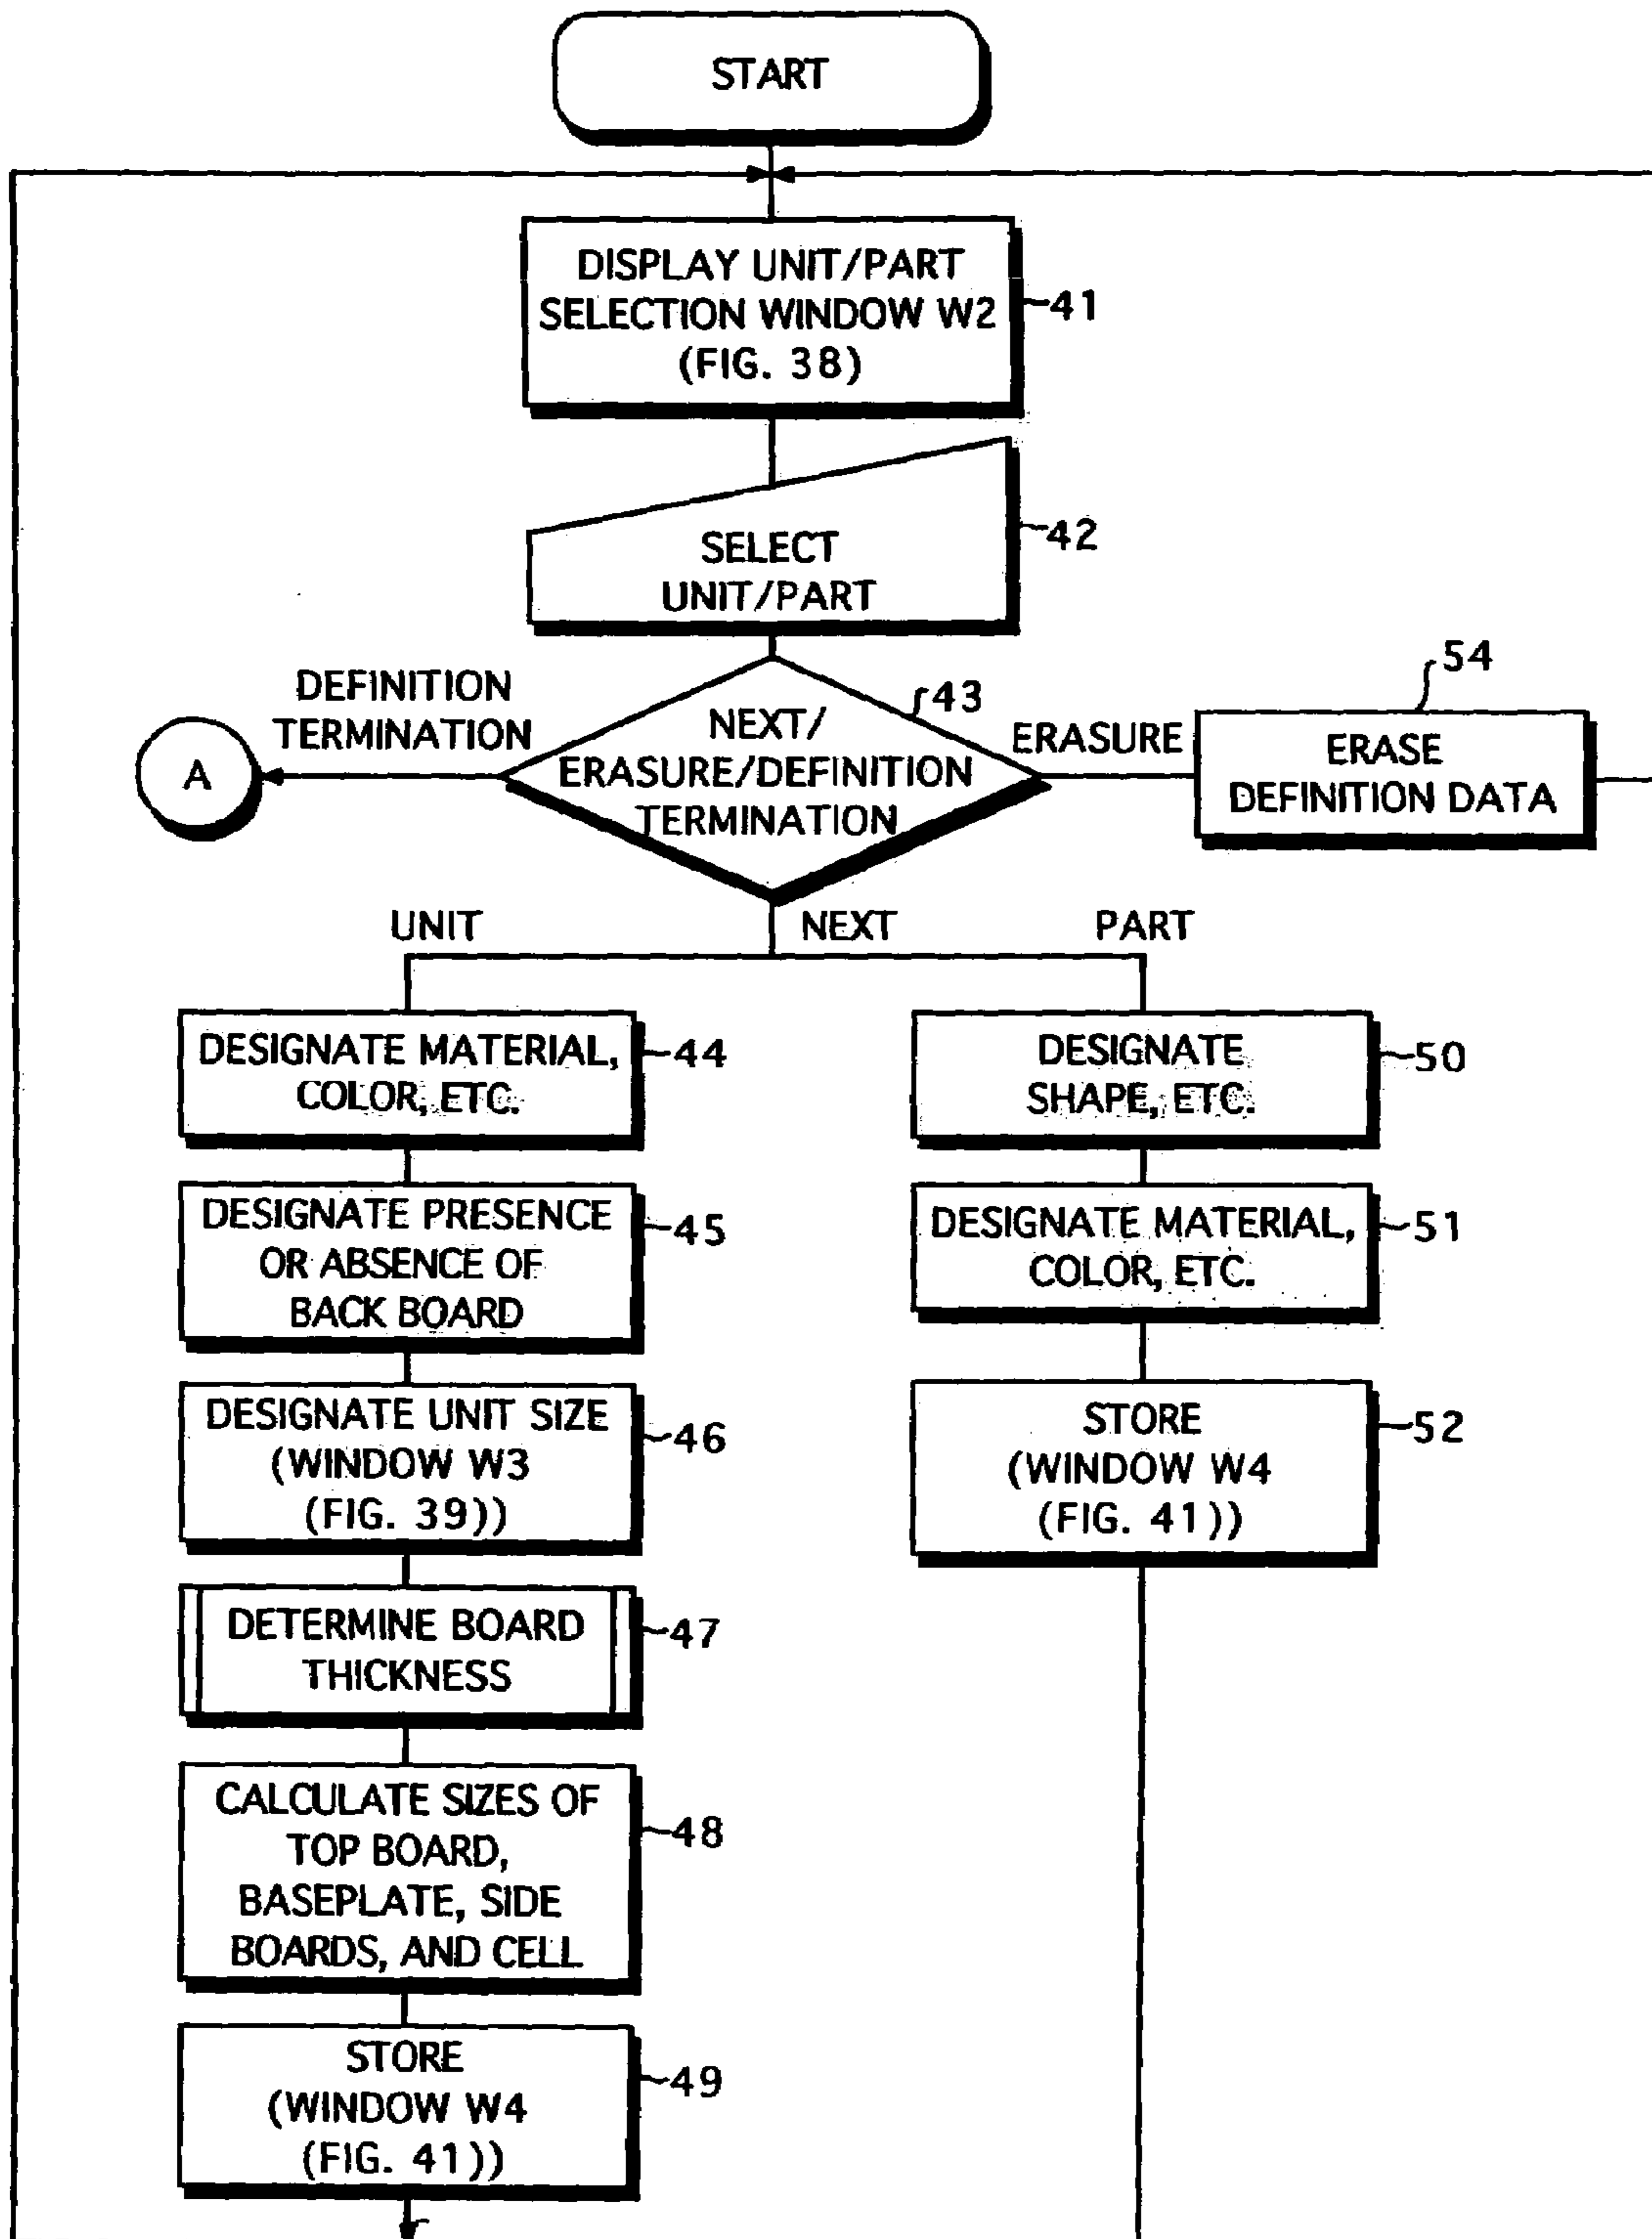 START
DISPLAY UNIT/PART
SELECTION WINDOW W2
(FIG. 38)
41
SELECT
UNIT/PART
42
DEFINITION
TERMINATION
A
NEXT/
ERASURE/DEFINITION
TERMINATION
43
ERASURE
54
ERASE
DEFINITION DATA
UNIT
NEXT
PART
DESIGNATE MATERIAL,
COLOR, ETC.
44
DESIGNATE PRESENCE
OR ABSENCE OF
BACK BOARD
45
DESIGNATE UNIT SIZE
(WINDOW W3
(FIG. 39))
46
DETERMINE BOARD
THICKNESS
47
CALCULATE SIZES OF
TOP BOARD,
BASEPLATE, SIDE
BOARDS, AND CELL
48
STORE
(WINDOW W4
(FIG. 41))
49
DESIGNATE
SHAPE, ETC.
50
DESIGNATE MATERIAL,
COLOR, ETC.
51
STORE
(WINDOW W4
(FIG. 41))
52